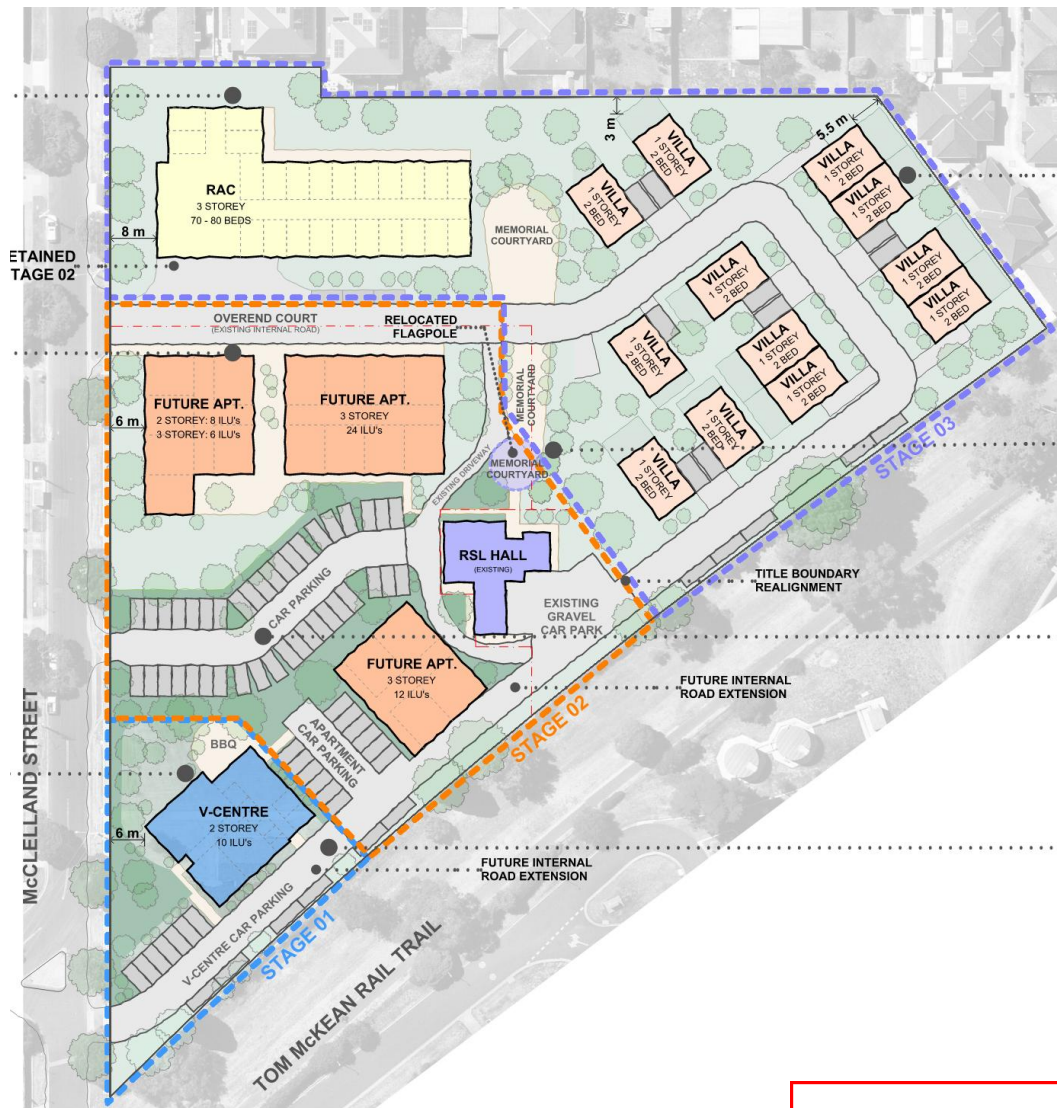 RAC
3 STOREY
70 - 80 BEDS
8 m
ETAINED
TAGE 02
MEMORIAL
COURTYARD
3 m
5.5 m
VILLA
1 STOREY
2 BED
VILLA
1 STOREY
2 BED
VILLA
1 STOREY
2 BED
VILLA
1 STOREY
2 BED
VILLA
1 STOREY
2 BED
VILLA
1 STOREY
2 BED
VILLA
1 STOREY
2 BED
VILLA
1 STOREY
2 BED
VILLA
1 STOREY
2 BED
VILLA
1 STOREY
2 BED
VILLA
1 STOREY
2 BED
VILLA
1 STOREY
2 BED
OVEREND COURT
(EXISTING INTERNAL ROAD)
RELOCATED
FLAGPOLE
MEMORIAL
COURTYARD
FUTURE APT.
2 STOREY: 8 ILU's
3 STOREY: 6 ILU's
6 m
FUTURE APT.
3 STOREY
24 ILU's
EXISTING DRIVEWAY
MEMORIAL
COURTYARD
STAGE 03
RSL HALL
(EXISTING)
TITLE BOUNDARY
REALIGNMENT
EXISTING
GRAVEL
CAR PARK
CAR PARKING
FUTURE APT.
3 STOREY
12 ILU's
FUTURE INTERNAL
ROAD EXTENSION
STAGE 02
McCLELLAND STREET
BBQ
APARTMENT
CAR PARKING
V-CENTRE
2 STOREY
10 ILU's
6 m
FUTURE INTERNAL
ROAD EXTENSION
V-CENTRE CAR PARKING
STAGE 01
TOM McKEAN RAIL TRAIL